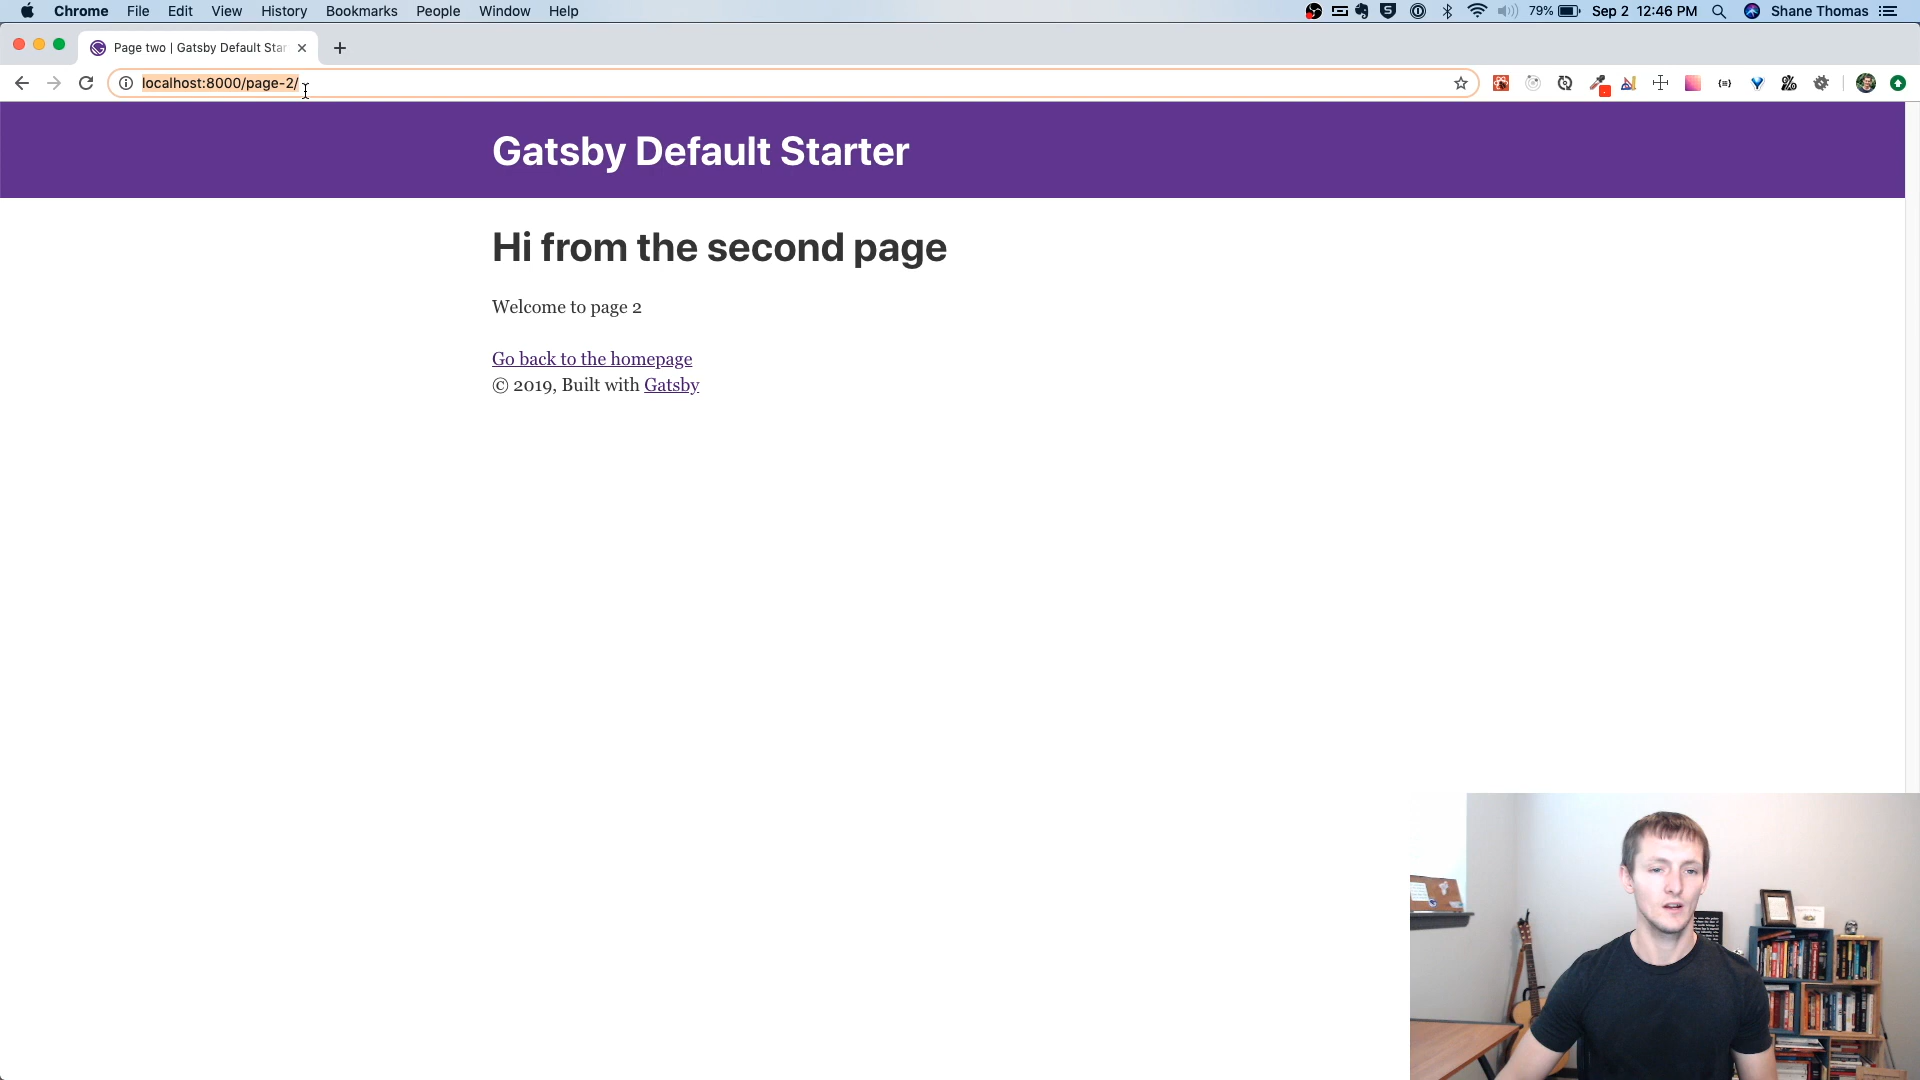 Chrome File Edit View History Bookmarks People Window Help 79% Sep 2 12:46 PM Shane Thomas
Page two | Gatsby Default Star
localhost:8000/page-2/
Gatsby Default Starter
Hi from the second page
Welcome to page 2
Go back to the homepage
© 2019, Built with Gatsby